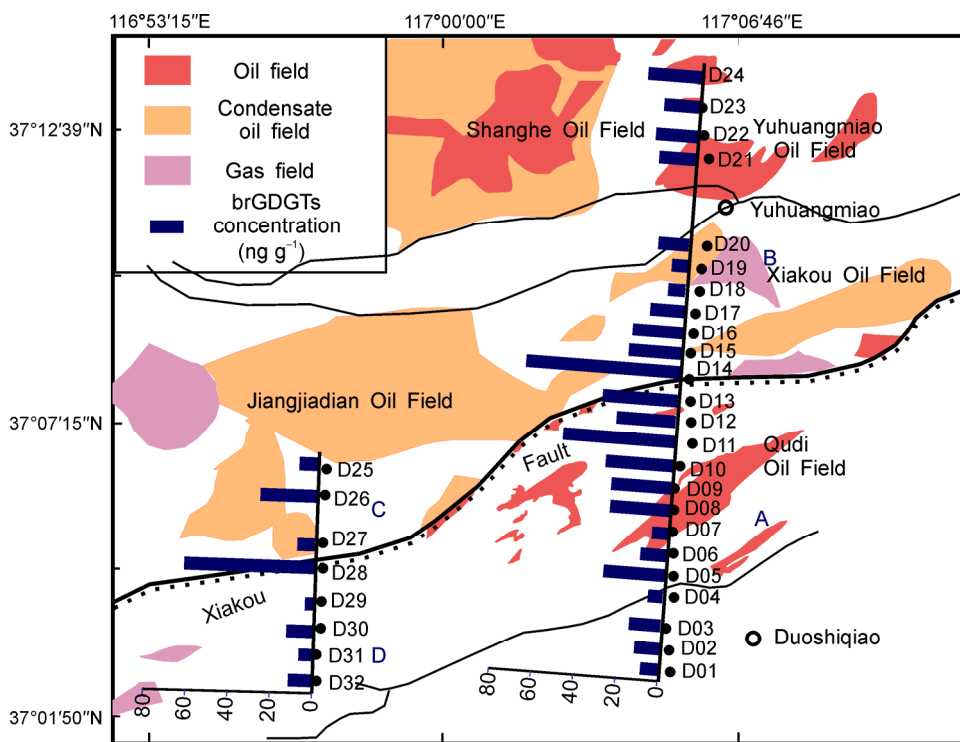 116°53′15″E
117°00′00″E
117°06′46″E
37°12′39″N
37°07′15″N
37°01′50″N
Oil field
Condensate
oil field
Gas field
brGDGTs
concentration
(ng g⁻¹)
Shanghe Oil Field
Yuhuangmiao
Oil Field
Yuhuangmiao
B
Xiakou Oil Field
Jiangjiadian Oil Field
Fault
Qudi
Oil Field
A
C
Xiakou
D
Duoshiqiao
D24
D23
D22
D21
D20
D19
D18
D17
D16
D15
D14
D13
D12
D11
D10
D09
D08
D07
D06
D05
D04
D03
D02
D01
D25
D26
D27
D28
D29
D30
D31
D32
80
60
40
20
0
80
60
40
20
0